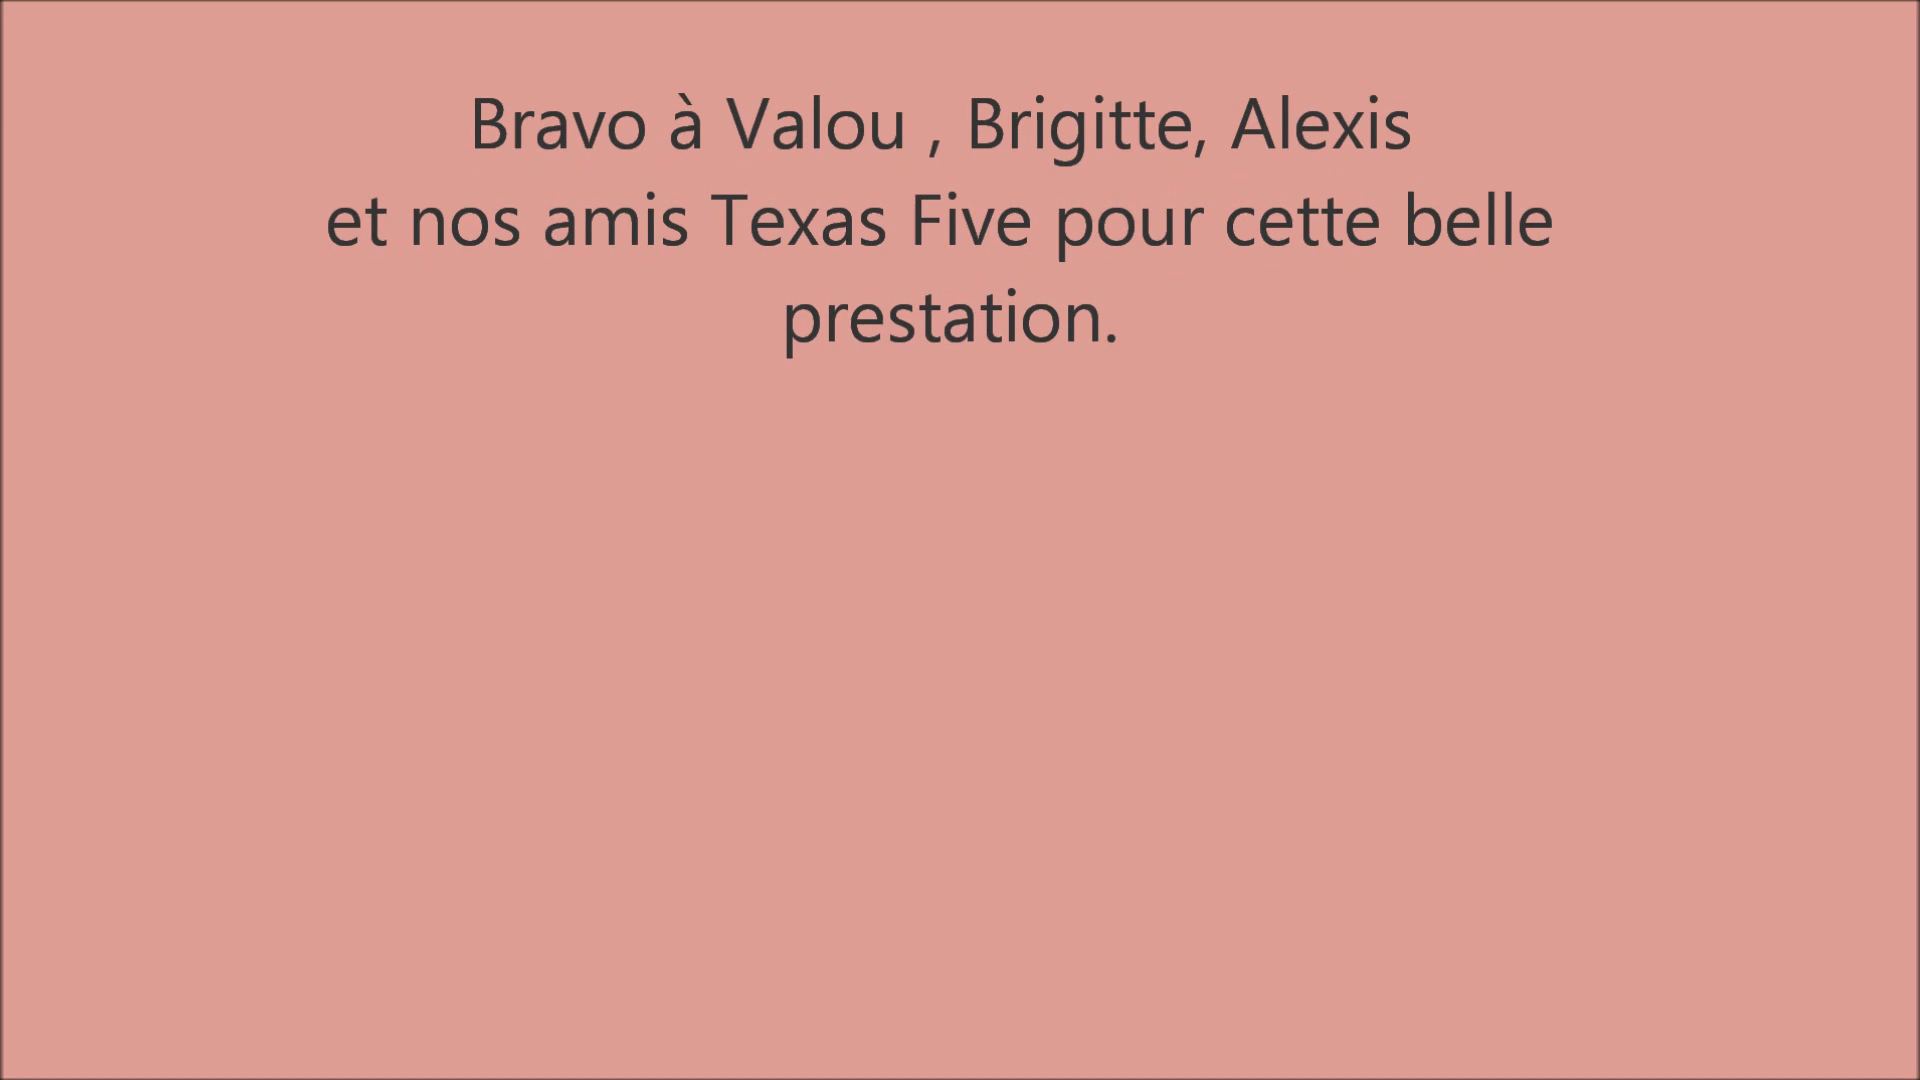 Bravo à Valou , Brigitte, Alexis
et nos amis Texas Five pour cette belle
prestation.